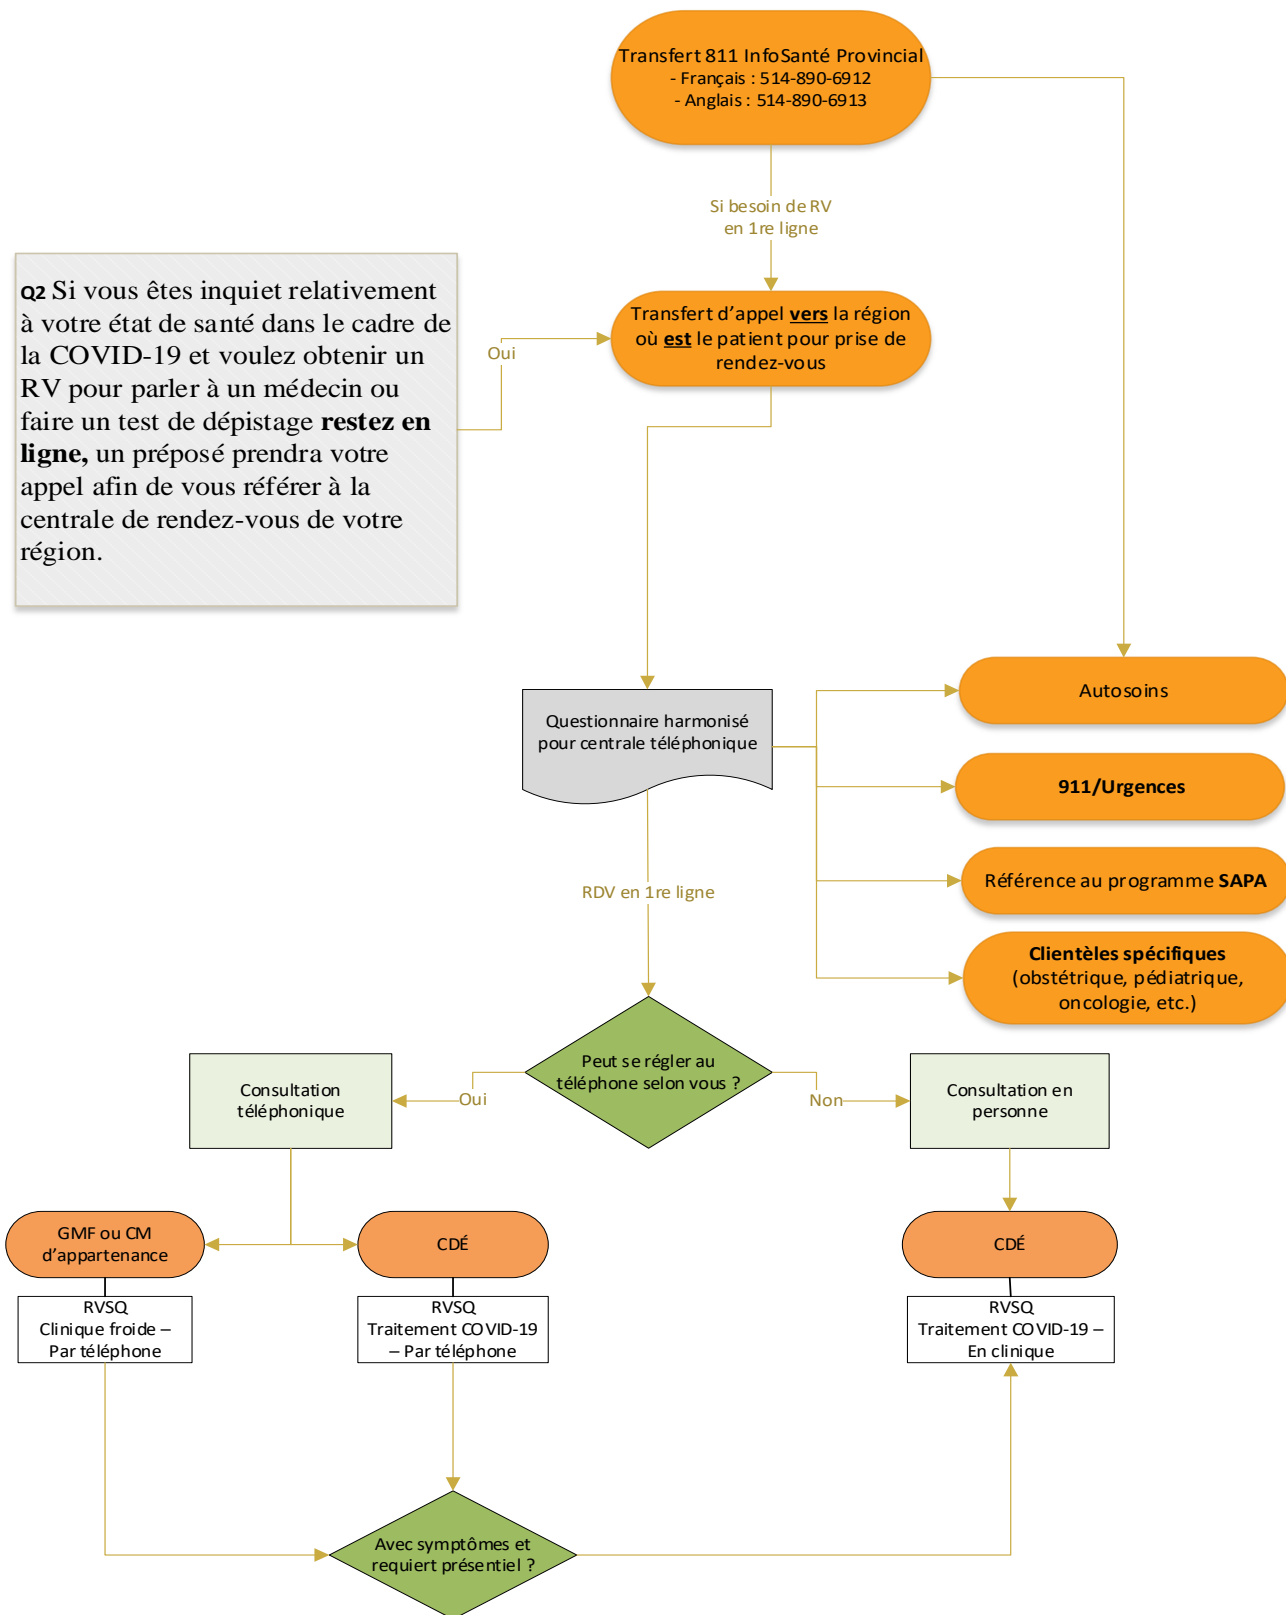 Transfert 811 InfoSanté Provincial
- Français : 514-890-6912
- Anglais : 514-890-6913
Si besoin de RV
en 1re ligne
Q2 Si vous êtes inquiet relativement
à votre état de santé dans le cadre de
la COVID-19 et voulez obtenir un
RV pour parler à un médecin ou
faire un test de dépistage restez en
ligne, un préposé prendra votre
appel afin de vous référer à la
centrale de rendez-vous de votre
région.
Oui
Transfert d’appel vers la région
où est le patient pour prise de
rendez-vous
Questionnaire harmonisé
pour centrale téléphonique
Autosoins
911/Urgences
Référence au programme SAPA
Clientèles spécifiques
(obstétrique, pédiatrique,
oncologie, etc.)
RDV en 1re ligne
Peut se régler au
téléphone selon vous ?
Oui
Non
Consultation
téléphonique
Consultation en
personne
GMF ou CM
d’appartenance
CDÉ
CDÉ
RVSQ
Clinique froide –
Par téléphone
RVSQ
Traitement COVID-19
– Par téléphone
RVSQ
Traitement COVID-19 –
En clinique
Avec symptômes et
requiert présentiel ?